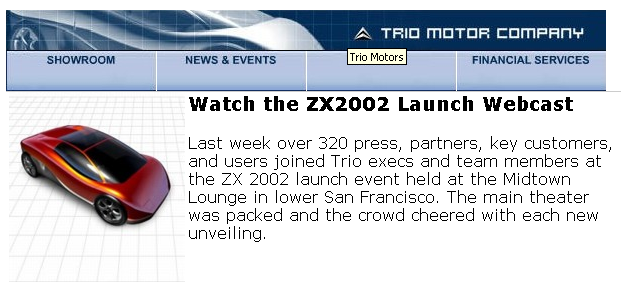 TRIO MOTOR COMPANY
SHOWROOM NEWS & EVENTS Trio Motors FINANCIAL SERVICES
Watch the ZX2002 Launch Webcast
Last week over 320 press, partners, key customers,
and users joined Trio execs and team members at
the ZX 2002 launch event held at the Midtown
Lounge in lower San Francisco. The main theater
was packed and the crowd cheered with each new
unveiling.